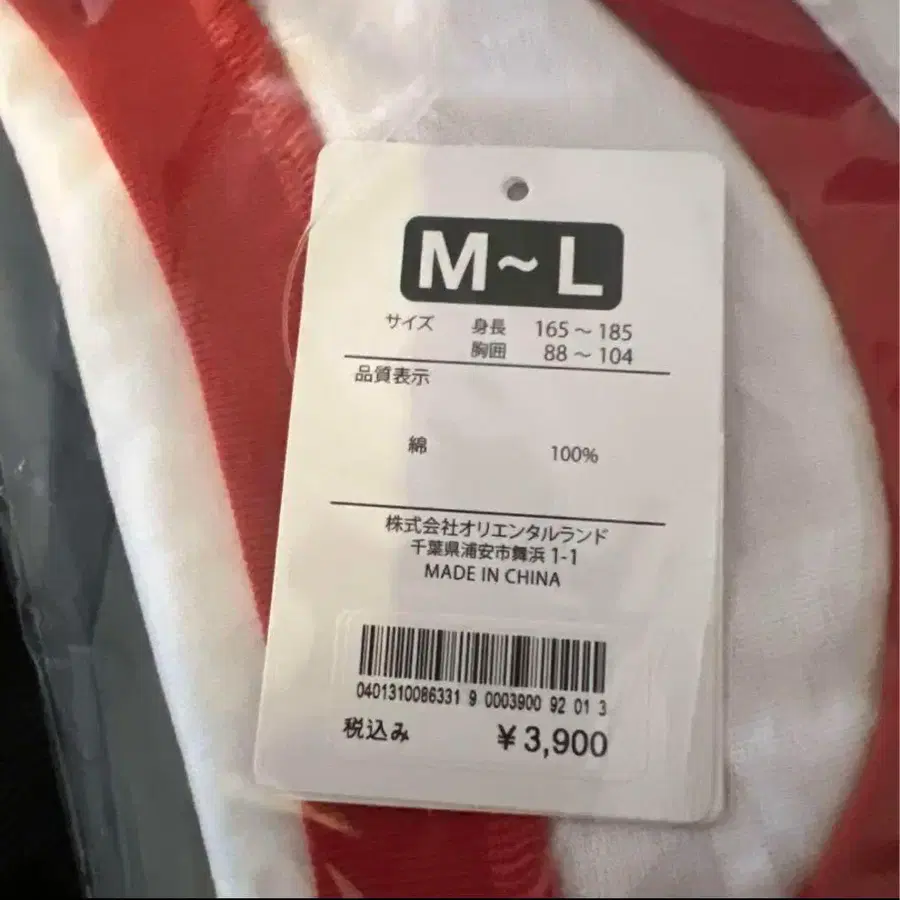 M~L
サイズ 身長 165～185
胸囲 88～104
品質表示
綿 100%
株式会社オリエンタルランド
千葉県浦安市舞浜 1-1
MADE IN CHINA
0401310086331 9 0003900 92 01 3
税込み ¥3,900